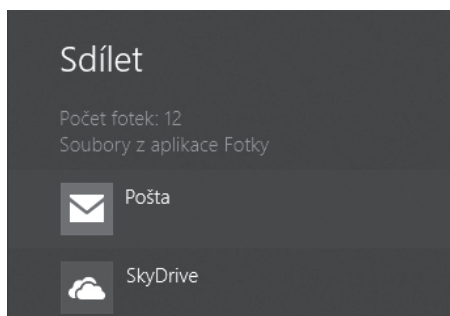 Sdílet
Počet fotek: 12
Soubory z aplikace Fotky
Pošta
SkyDrive